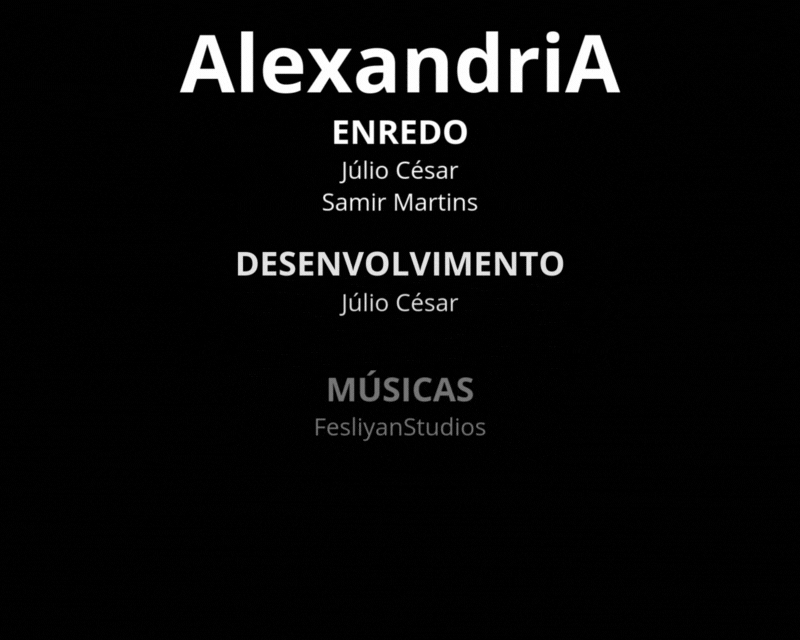 AlexandriA
ENREDO
Júlio César
Samir Martins
DESENVOLVIMENTO
Júlio César
MÚSICAS
FesliyanStudios